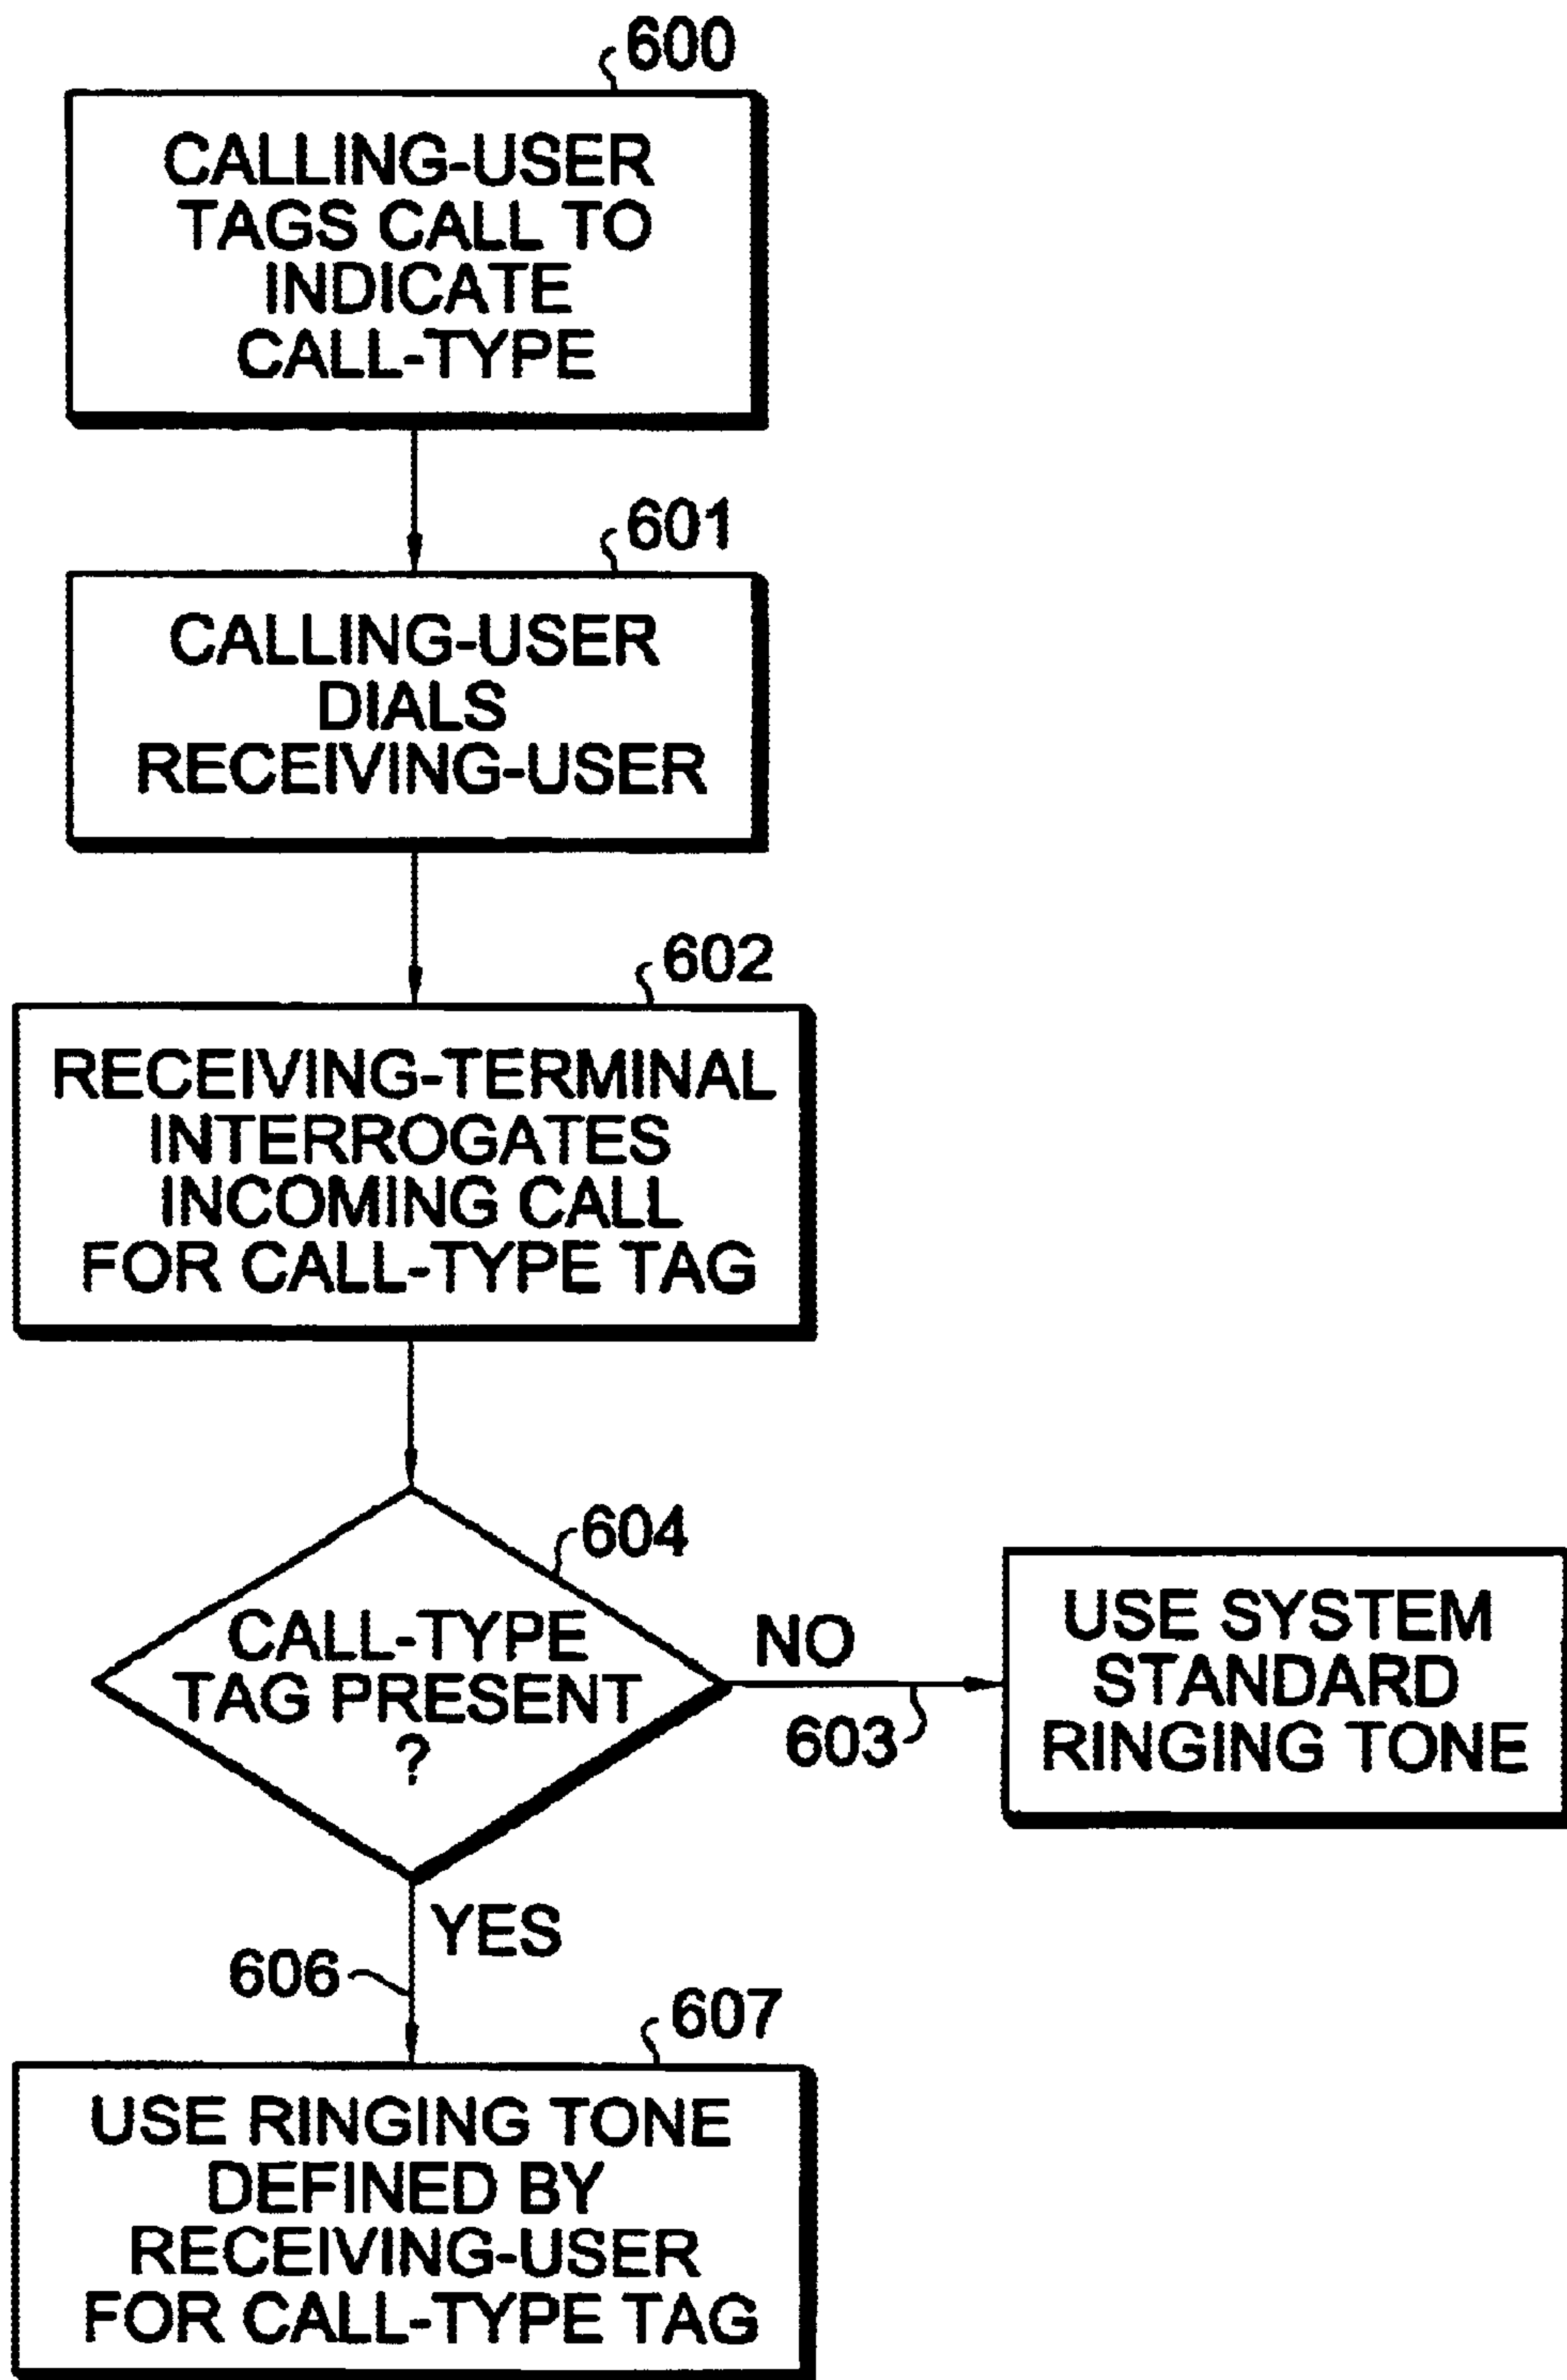 600
CALLING-USER
TAGS CALL TO
INDICATE
CALL-TYPE
601
CALLING-USER
DIALS
RECEIVING-USER
602
RECEIVING-TERMINAL
INTERROGATES
INCOMING CALL
FOR CALL-TYPE TAG
604
CALL-TYPE
TAG PRESENT
?
NO
603
USE SYSTEM
STANDARD
RINGING TONE
YES
606
607
USE RINGING TONE
DEFINED BY
RECEIVING-USER
FOR CALL-TYPE TAG